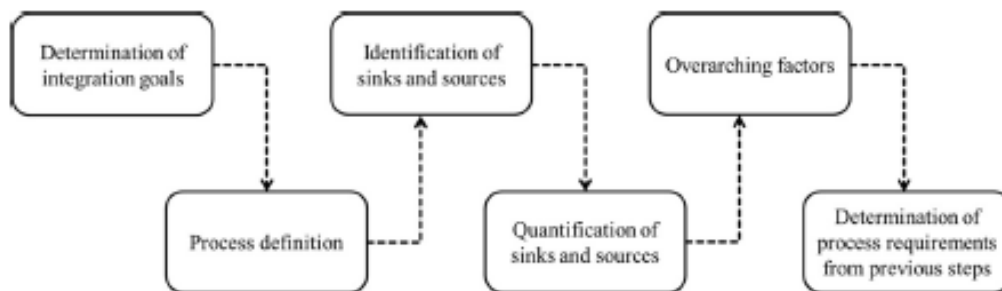 Determination of
integration goals
Process definition
Identification of
sinks and sources
Quantification of
sinks and sources
Overarching factors
Determination of
process requirements
from previous steps